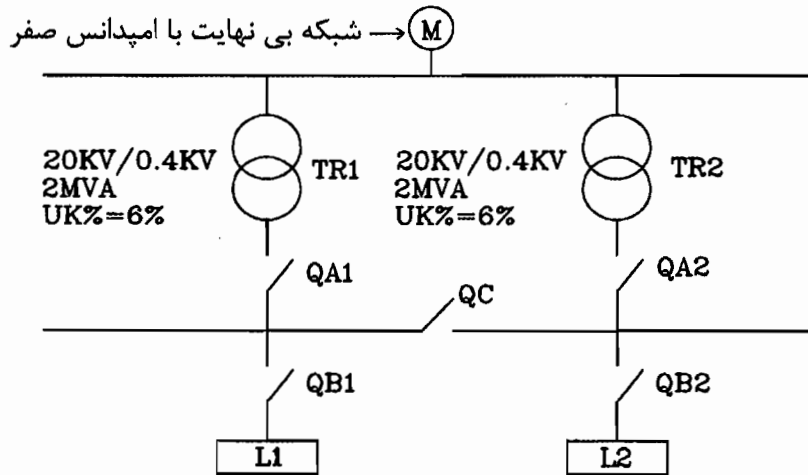 شبکه بی نهایت با امپدانس صفر
M
20KV/0.4KV
2MVA
UK%=6%
TR1
20KV/0.4KV
2MVA
UK%=6%
TR2
QA1
QC
QA2
QB1
QB2
L1
L2